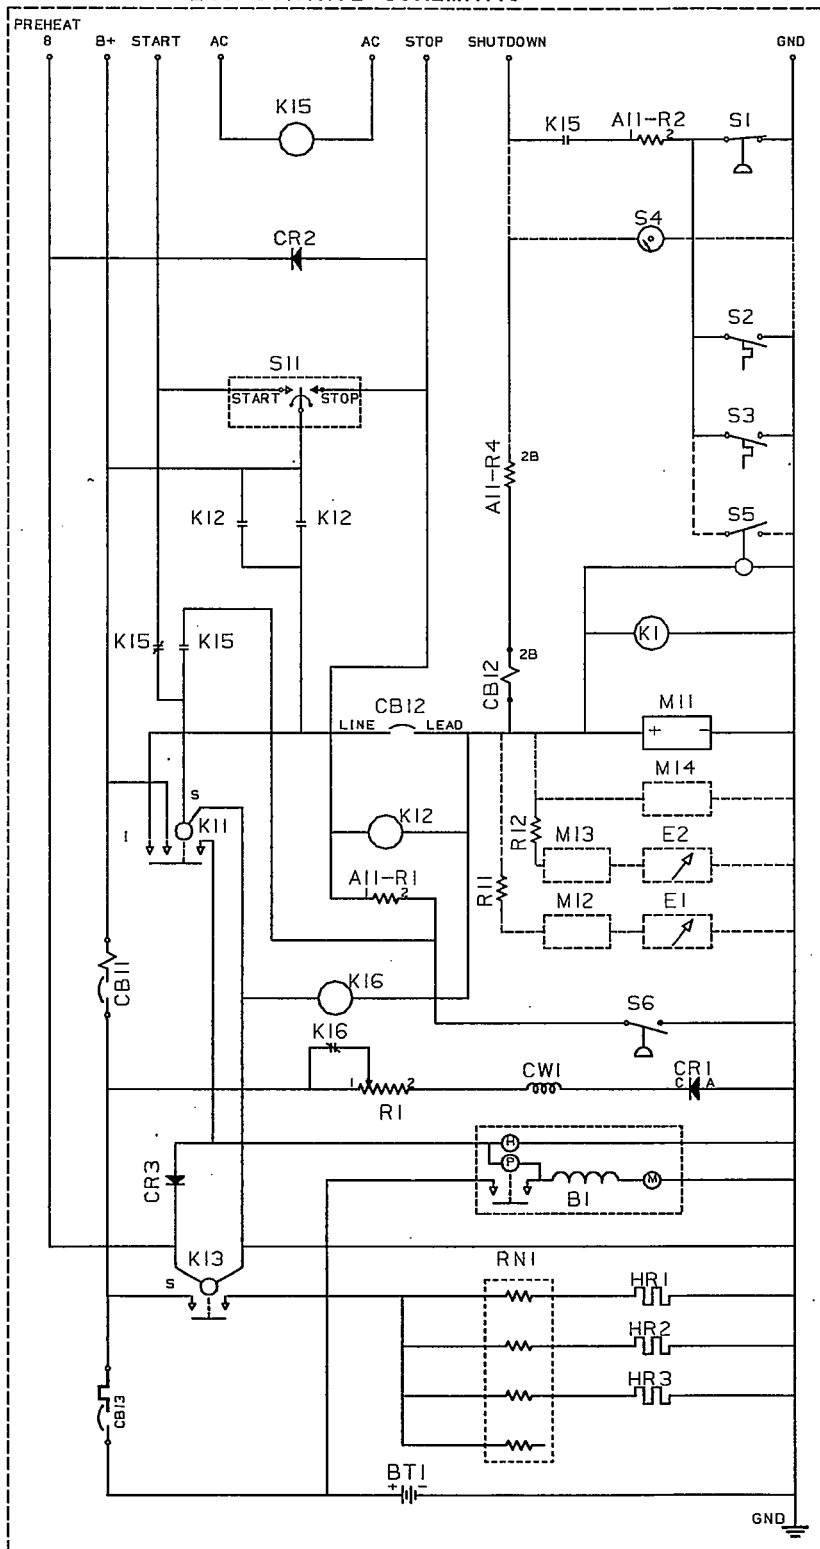 PREHEAT
8 B+ START AC AC STOP SHUTDOWN GND
K15 K15 A11-R2 S1
1 2
S4
CR2
S2
S11
START STOP
S3
2B
A11-R4
K12 K12 S5
K15 K15 K1
2B
CB12
CB12 M11
LINE LEAD + -
M14
S
K11 K12 R12 M13 E2
1
A11-R1
1 2
R11 M12 E1
CB11
K16
S6
K16
CW1 CR1
C A
1 2
R1
H
P
CR3
B1 M
K13 RN1
S
HR1
HR2
HR3
CB13
BT1
+ -
GND